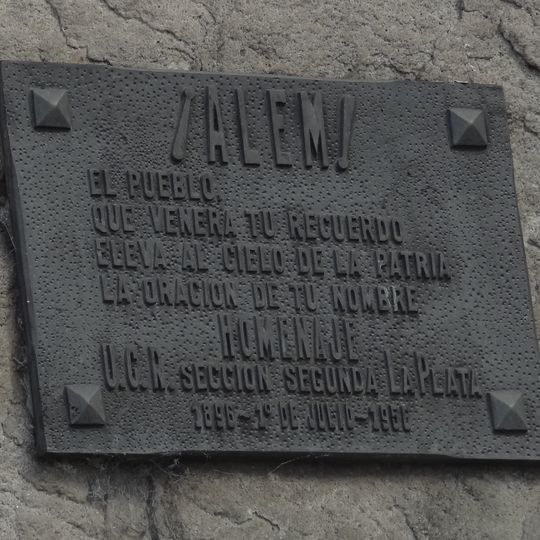 ¡ALEM!
EL PUEBLO,
QUE VENERA TU RECUERDO
ELEVA AL CIELO DE LA PATRIA
LA ORACION DE TU NOMBRE
HOMENAJE
U.C.R. SECCION SEGUNDA LA PLATA
1896-1º DE JULIO-1956